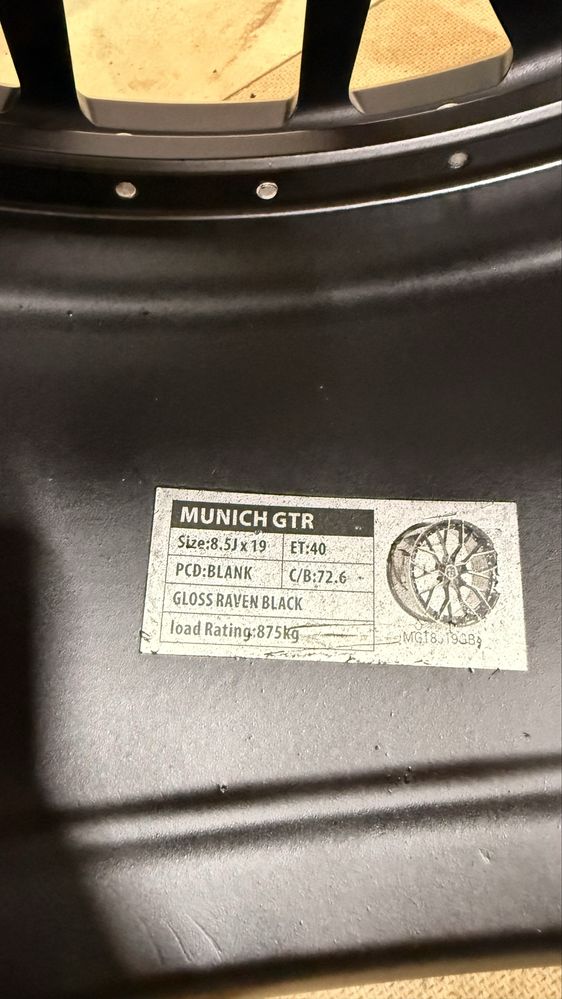 MUNICH GTR
Size:8.5J x 19 ET:40
PCD:BLANK C/B:72.6
GLOSS RAVEN BLACK
load Rating:875kg